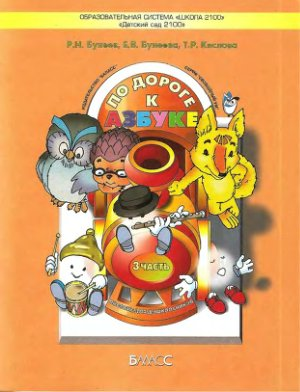 ОБРАЗОВАТЕЛЬНАЯ СИСТЕМА «ШКОЛА 2100»
«Детский сад 2100»
Р.Н. Бунеев, Е.В. Бунеева, Т.Р. Кислова
ПО ДОРОГЕ
К
АЗБУКЕ
3 ЧАСТЬ
БАЛАСС